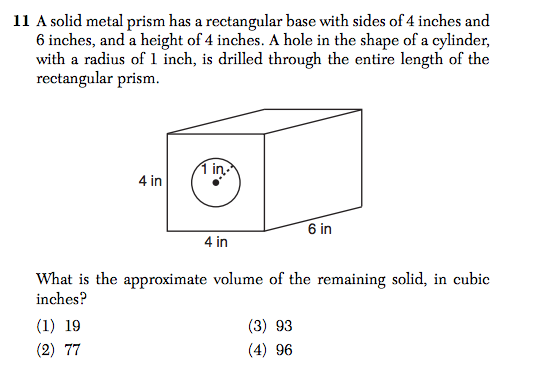 11 A solid metal prism has a rectangular base with sides of 4 inches and
6 inches, and a height of 4 inches. A hole in the shape of a cylinder,
with a radius of 1 inch, is drilled through the entire length of the
rectangular prism.
1 in.
4 in
6 in
4 in
What is the approximate volume of the remaining solid, in cubic
inches?
(1) 19 (3) 93
(2) 77 (4) 96